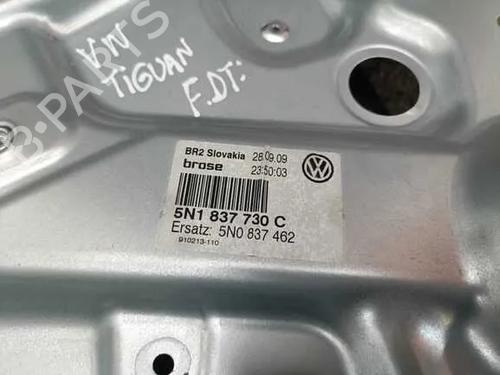 VW
TIGUAN
F.DT:
B-PARTS
BR2 Slovakia 28.09.09
brose 23:50:03
5N1 837 730 C
Ersatz: 5N0 837 462
910213-110